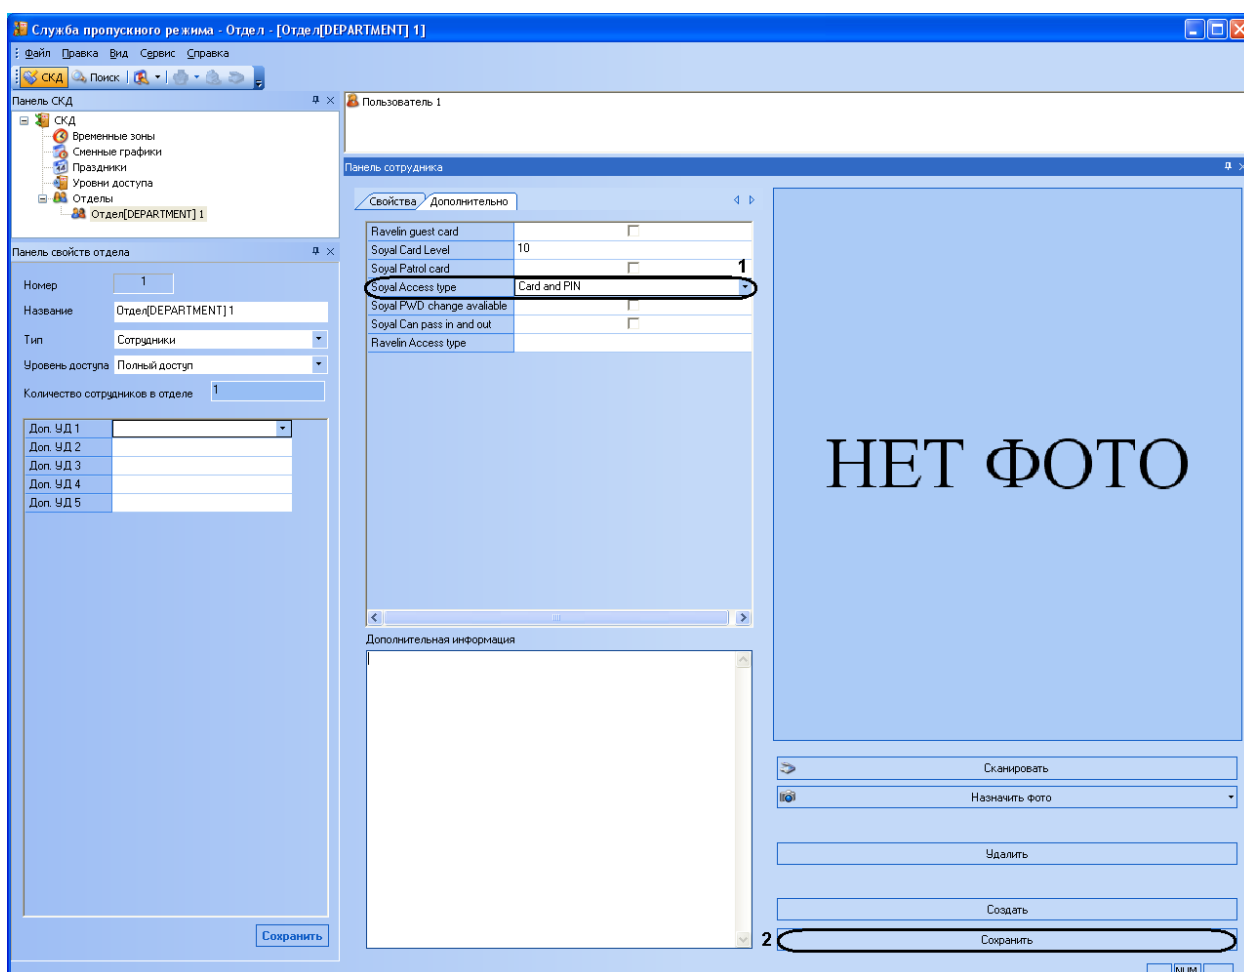 Служба пропускного режима - Отдел - [Отдел[DEPARTMENT] 1]
Файл Правка Вид Сервис Справка
СКД Поиск
Панель СКД
СКД
Временные зоны
Сменные графики
Праздники
Уровни доступа
Отделы
Отдел[DEPARTMENT] 1
Панель свойств отдела
Номер 1
Название Отдел[DEPARTMENT] 1
Тип Сотрудники
Уровень доступа Полный доступ
Количество сотрудников в отделе 1
Доп. УД 1
Доп. УД 2
Доп. УД 3
Доп. УД 4
Доп. УД 5
Сохранить
Пользователь 1
Панель сотрудника
Свойства Дополнительно
Ravelin guest card
Soyal Card Level 10
Soyal Patrol card
1
Soyal Access type Card and PIN
Soyal PWD change avaliable
Soyal Can pass in and out
Ravelin Access type
Дополнительная информация
НЕТ ФОТО
Сканировать
Назначить фото
Удалить
Создать
2 Сохранить
NUM